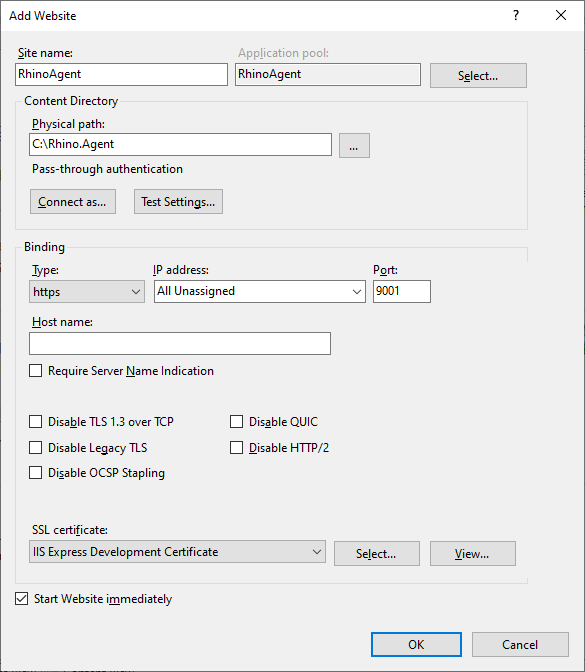 Add Website
?
Site name:
Application pool:
RhinoAgent
RhinoAgent
Select...
Content Directory
Physical path:
C:\Rhino.Agent
...
Pass-through authentication
Connect as...
Test Settings...
Binding
Type:
IP address:
Port:
https
All Unassigned
9001
Host name:
Require Server Name Indication
Disable TLS 1.3 over TCP
Disable QUIC
Disable Legacy TLS
Disable HTTP/2
Disable OCSP Stapling
SSL certificate:
IIS Express Development Certificate
Select...
View...
Start Website immediately
OK
Cancel